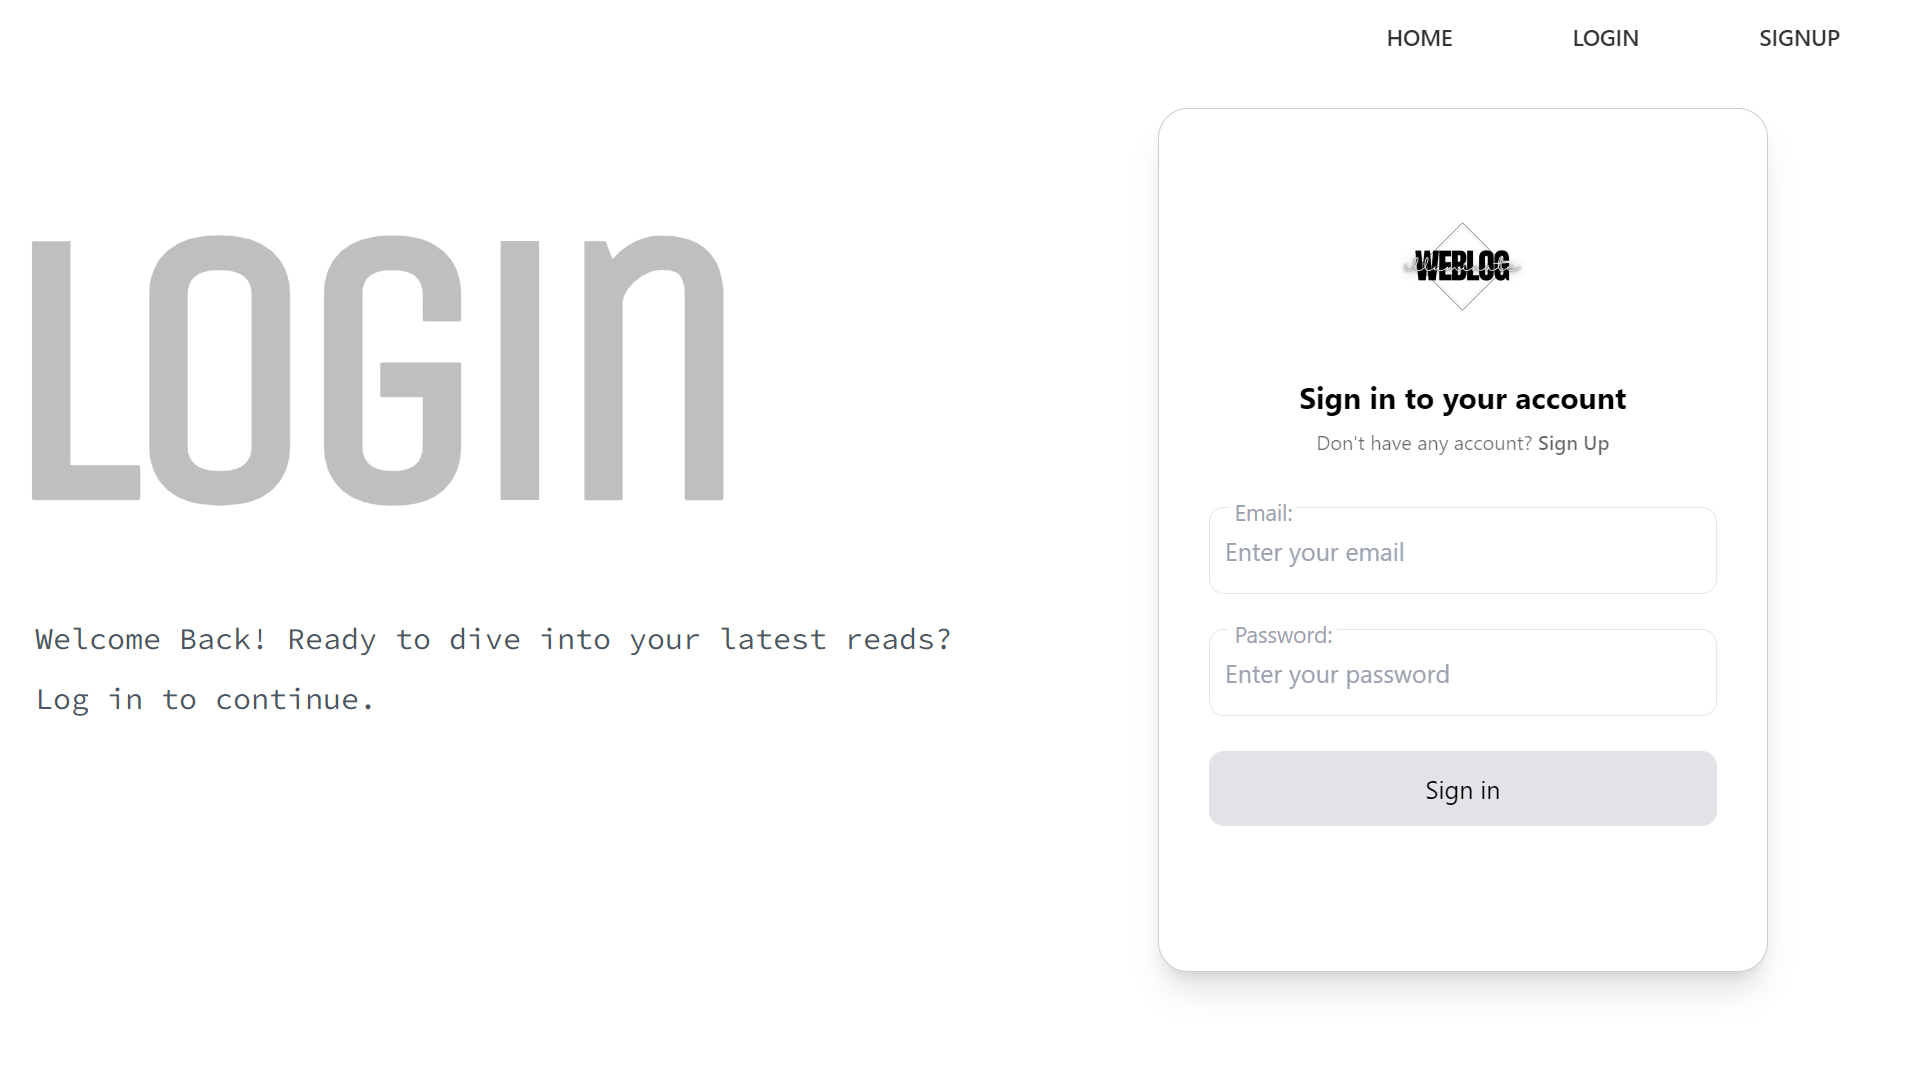 HOME LOGIN SIGNUP
LOGIn
Welcome Back! Ready to dive into your latest reads?
Log in to continue.
WEBLOG
Sign in to your account
Don't have any account? Sign Up
Email:
Enter your email
Password:
Enter your password
Sign in